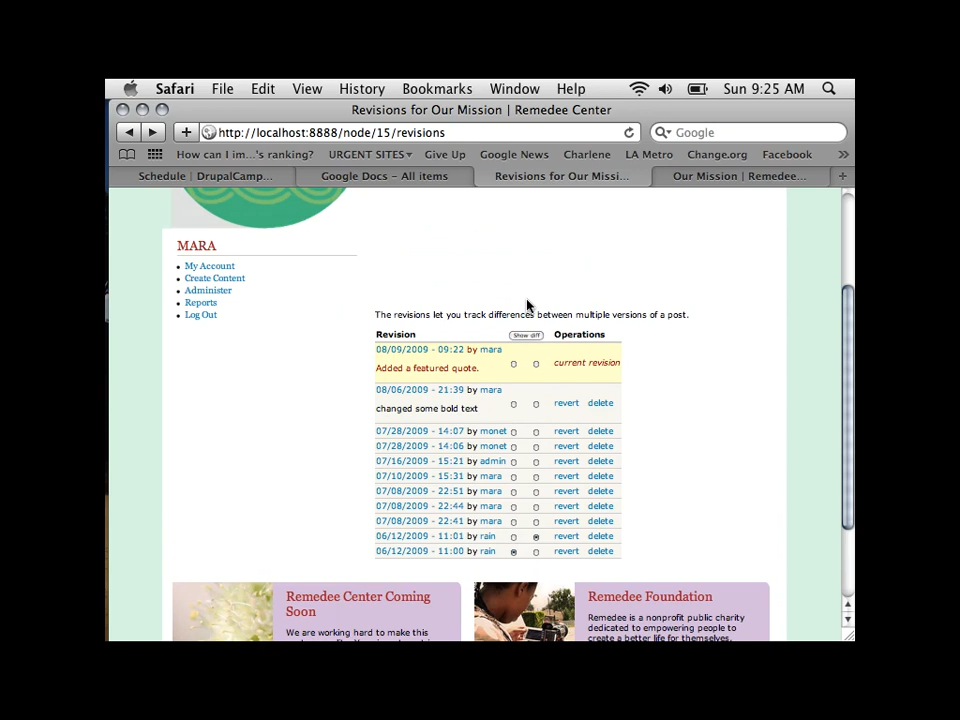 Safari File Edit View History Bookmarks Window Help Sun 9:25 AM
Revisions for Our Mission | Remedee Center
http://localhost:8888/node/15/revisions Google
How can I im...'s ranking? URGENT SITES▾ Give Up Google News Charlene LA Metro Change.org Facebook »
Schedule | DrupalCamp... Google Docs – All items Revisions for Our Missi... Our Mission | Remedee...
MARA
My Account
Create Content
Administer
Reports
Log Out
The revisions let you track differences between multiple versions of a post.
Revision Show diff Operations
08/09/2009 - 09:22 by mara
Added a featured quote. current revision
08/06/2009 - 21:39 by mara
changed some bold text revert delete
07/28/2009 - 14:07 by monet revert delete
07/28/2009 - 14:06 by monet revert delete
07/16/2009 - 15:21 by admin revert delete
07/10/2009 - 15:31 by mara revert delete
07/08/2009 - 22:51 by mara revert delete
07/08/2009 - 22:44 by mara revert delete
07/08/2009 - 22:41 by mara revert delete
06/12/2009 - 11:01 by rain revert delete
06/12/2009 - 11:00 by rain revert delete
Remedee Center Coming
Soon
We are working hard to make this
Remedee Foundation
Remedee is a nonprofit public charity
dedicated to empowering people to
create a better life for themselves,